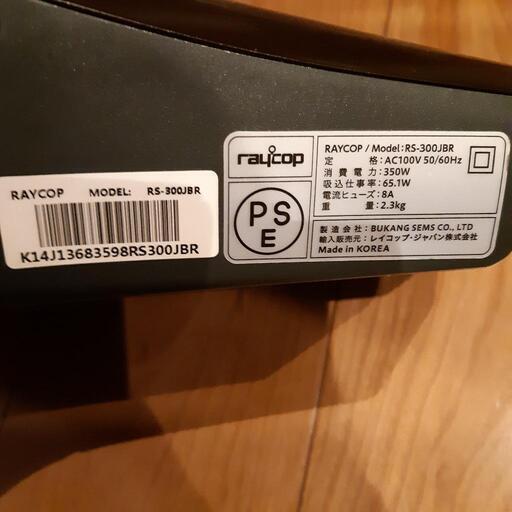 RAYCOP MODEL: RS-300JBR
K14J13683598RS300JBR
raycop
PS
E
RAYCOP / Model:RS-300JBR
定 格:AC100V 50/60Hz
消 費 電 力:350W
吸込仕事率:65.1W
電流ヒューズ:8A
重 量:2.3kg
製 造 会 社:BUKANG SEMS CO., LTD
輸入販売元:レイコップ・ジャパン株式会社
Made in KOREA